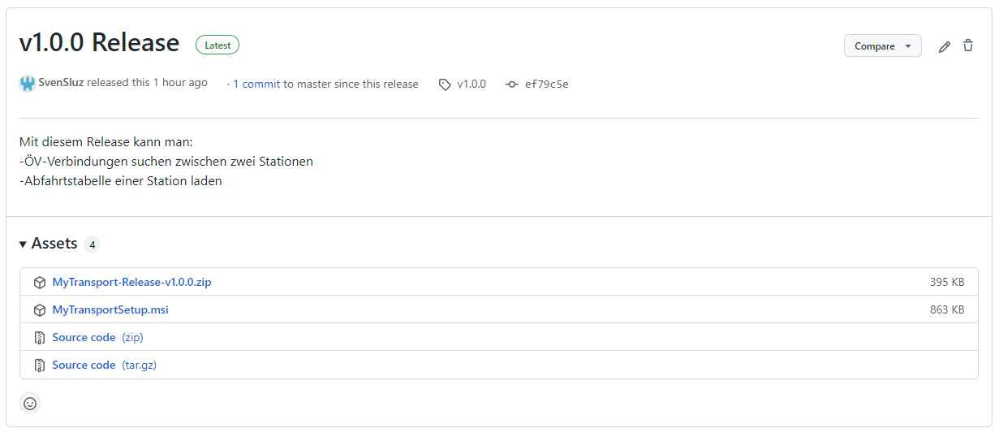 v1.0.0 Release Latest Compare
SvenSluz released this 1 hour ago · 1 commit to master since this release v1.0.0 ef79c5e
Mit diesem Release kann man:
-ÖV-Verbindungen suchen zwischen zwei Stationen
-Abfahrtstabelle einer Station laden
Assets 4
MyTransport-Release-v1.0.0.zip 395 KB
MyTransportSetup.msi 863 KB
Source code (zip)
Source code (tar.gz)